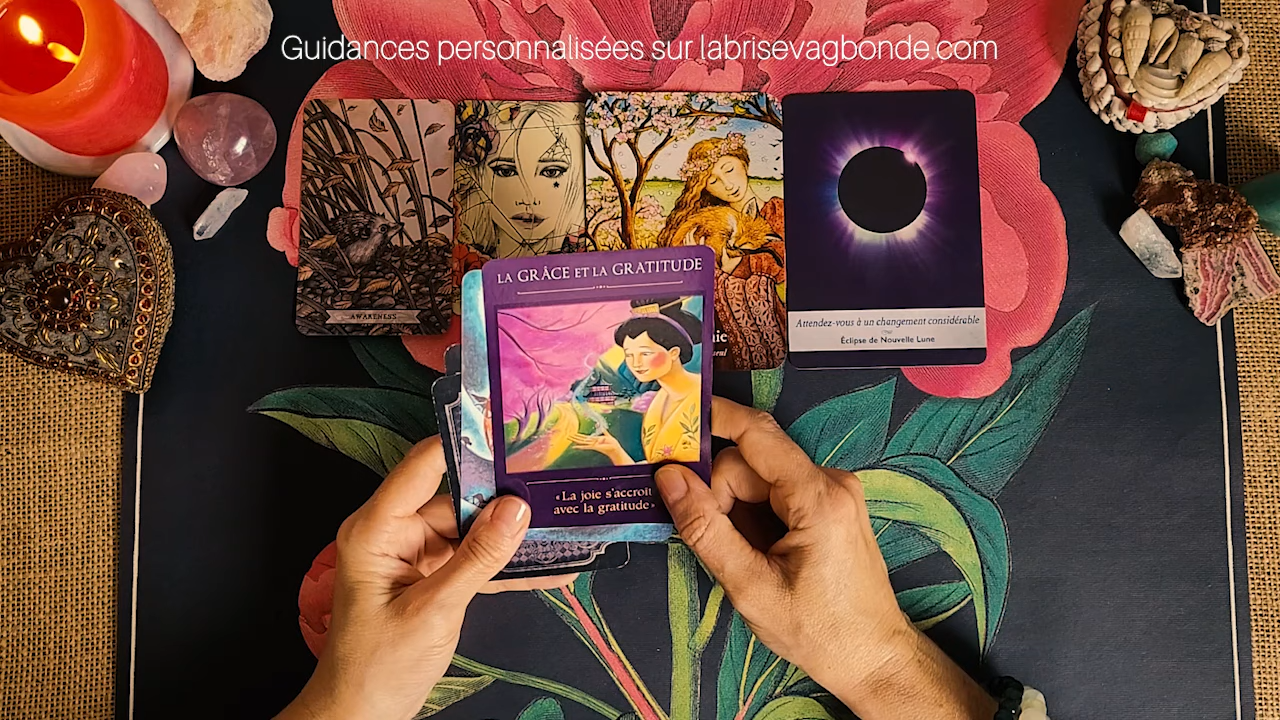 Guidances personnalisées sur labrisevagbonde.com
AWARENESS
LA GRÂCE ET LA GRATITUDE
« La joie s'accroît
avec la gratitude »
Attendez-vous à un changement considérable
Éclipse de Nouvelle Lune